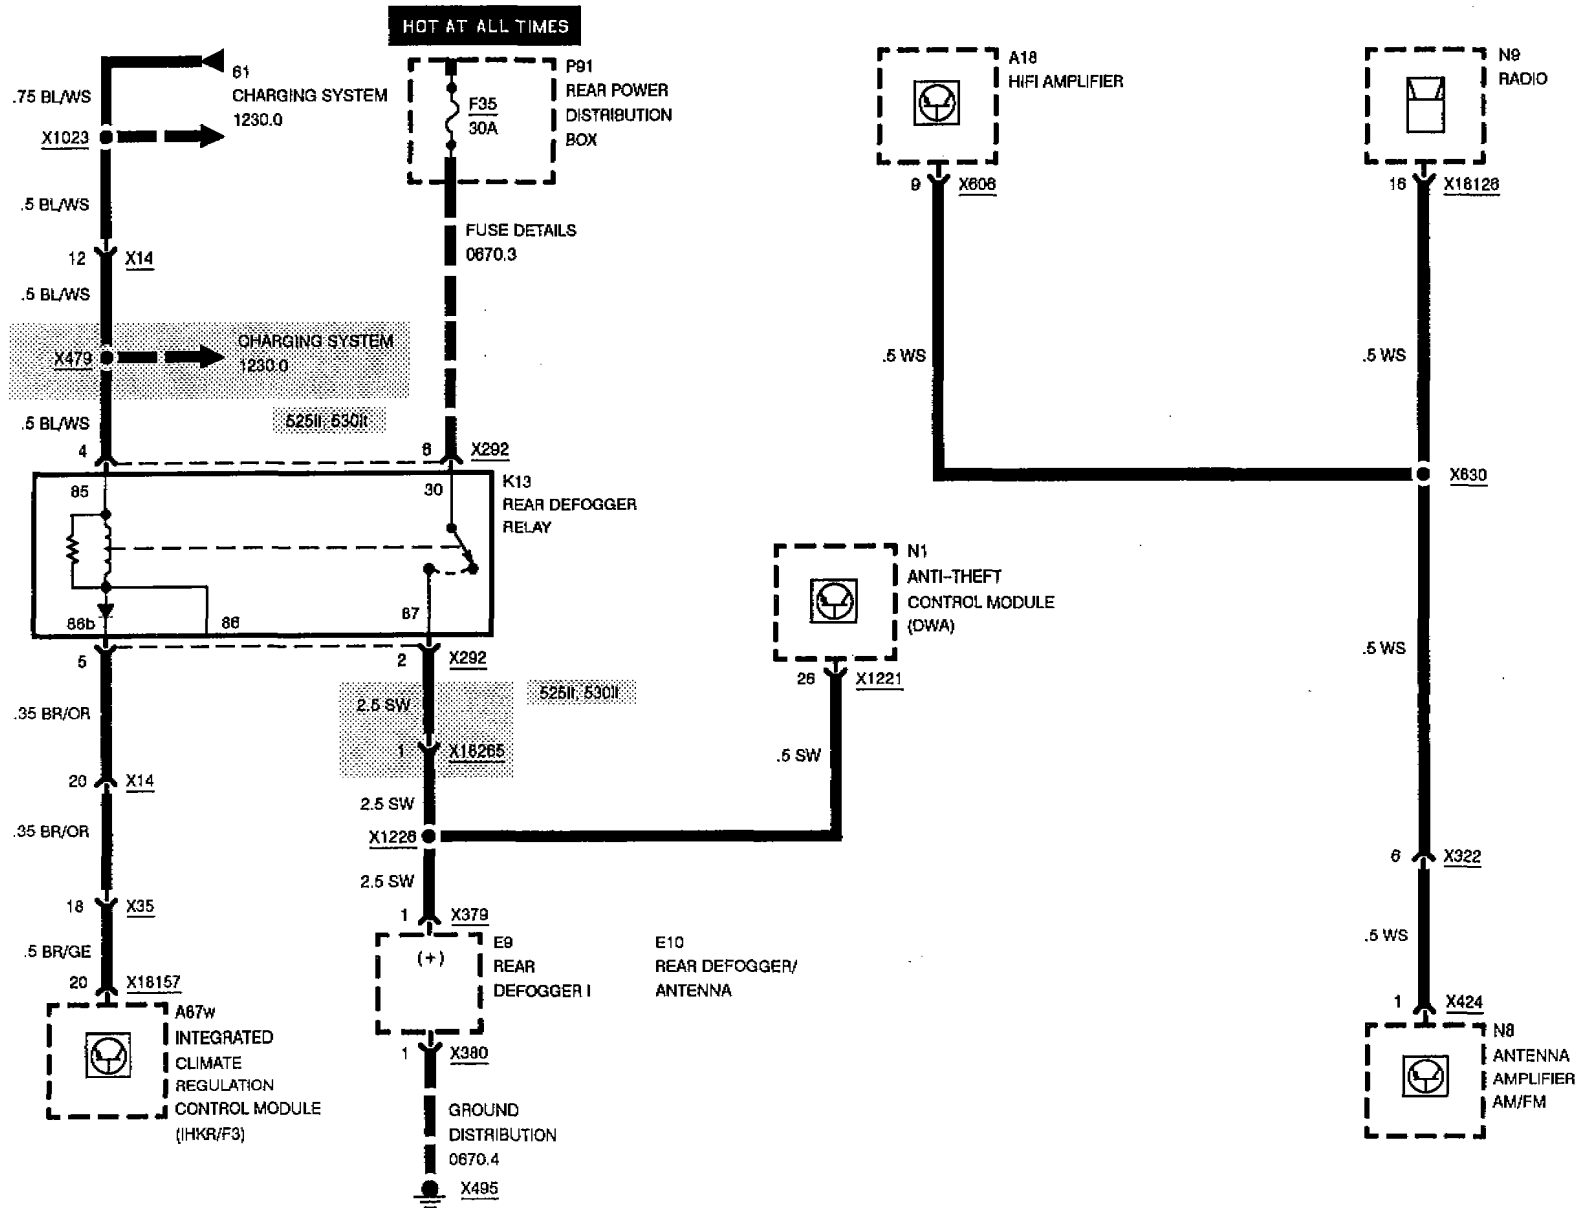 HOT AT ALL TIMES
61
CHARGING SYSTEM
1230.0
.75 BL/WS
X1023
.5 BL/WS
12
X14
.5 BL/WS
X479
CHARGING SYSTEM
1230.0
.5 BL/WS
525it, 530it
4
P91
REAR POWER
DISTRIBUTION
BOX
F35
30A
FUSE DETAILS
0670.3
6
X292
K13
REAR DEFOGGER
RELAY
85
30
86b
86
87
5
2
X292
525it, 530it
.35 BR/OR
2.5 SW
1
X18265
20
X14
2.5 SW
.35 BR/OR
X1226
2.5 SW
18
X35
1
X379
.5 BR/GE
20
X18157
A67w
INTEGRATED
CLIMATE
REGULATION
CONTROL MODULE
(IHKR/F3)
(+)
E9
REAR
DEFOGGER I
E10
REAR DEFOGGER/
ANTENNA
1
X380
GROUND
DISTRIBUTION
0670.4
X495
A18
HIFI AMPLIFIER
9
X606
.5 WS
N1
ANTI-THEFT
CONTROL MODULE
(DWA)
26
X1221
.5 SW
N9
RADIO
16
X18126
.5 WS
X630
.5 WS
6
X322
.5 WS
1
X424
N8
ANTENNA
AMPLIFIER
AM/FM